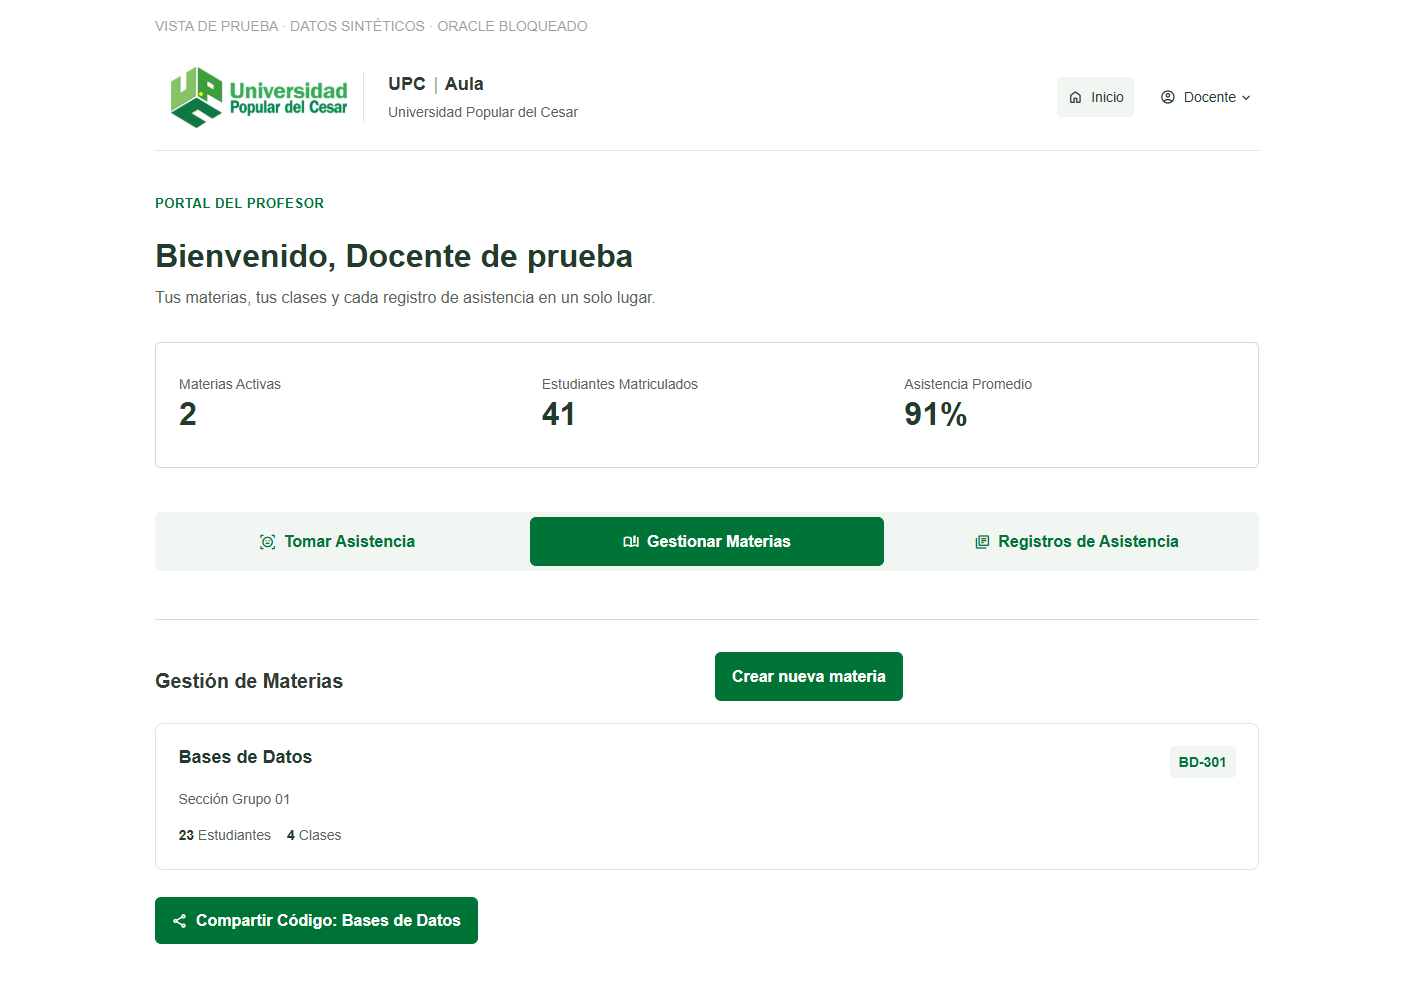 VISTA DE PRUEBA · DATOS SINTÉTICOS · ORACLE BLOQUEADO
Universidad
Popular del Cesar
UPC | Aula
Universidad Popular del Cesar
Inicio
Docente
PORTAL DEL PROFESOR
Bienvenido, Docente de prueba
Tus materias, tus clases y cada registro de asistencia en un solo lugar.
Materias Activas
2
Estudiantes Matriculados
41
Asistencia Promedio
91%
Tomar Asistencia
Gestionar Materias
Registros de Asistencia
Gestión de Materias
Crear nueva materia
Bases de Datos
BD-301
Sección Grupo 01
23 Estudiantes 4 Clases
Compartir Código: Bases de Datos